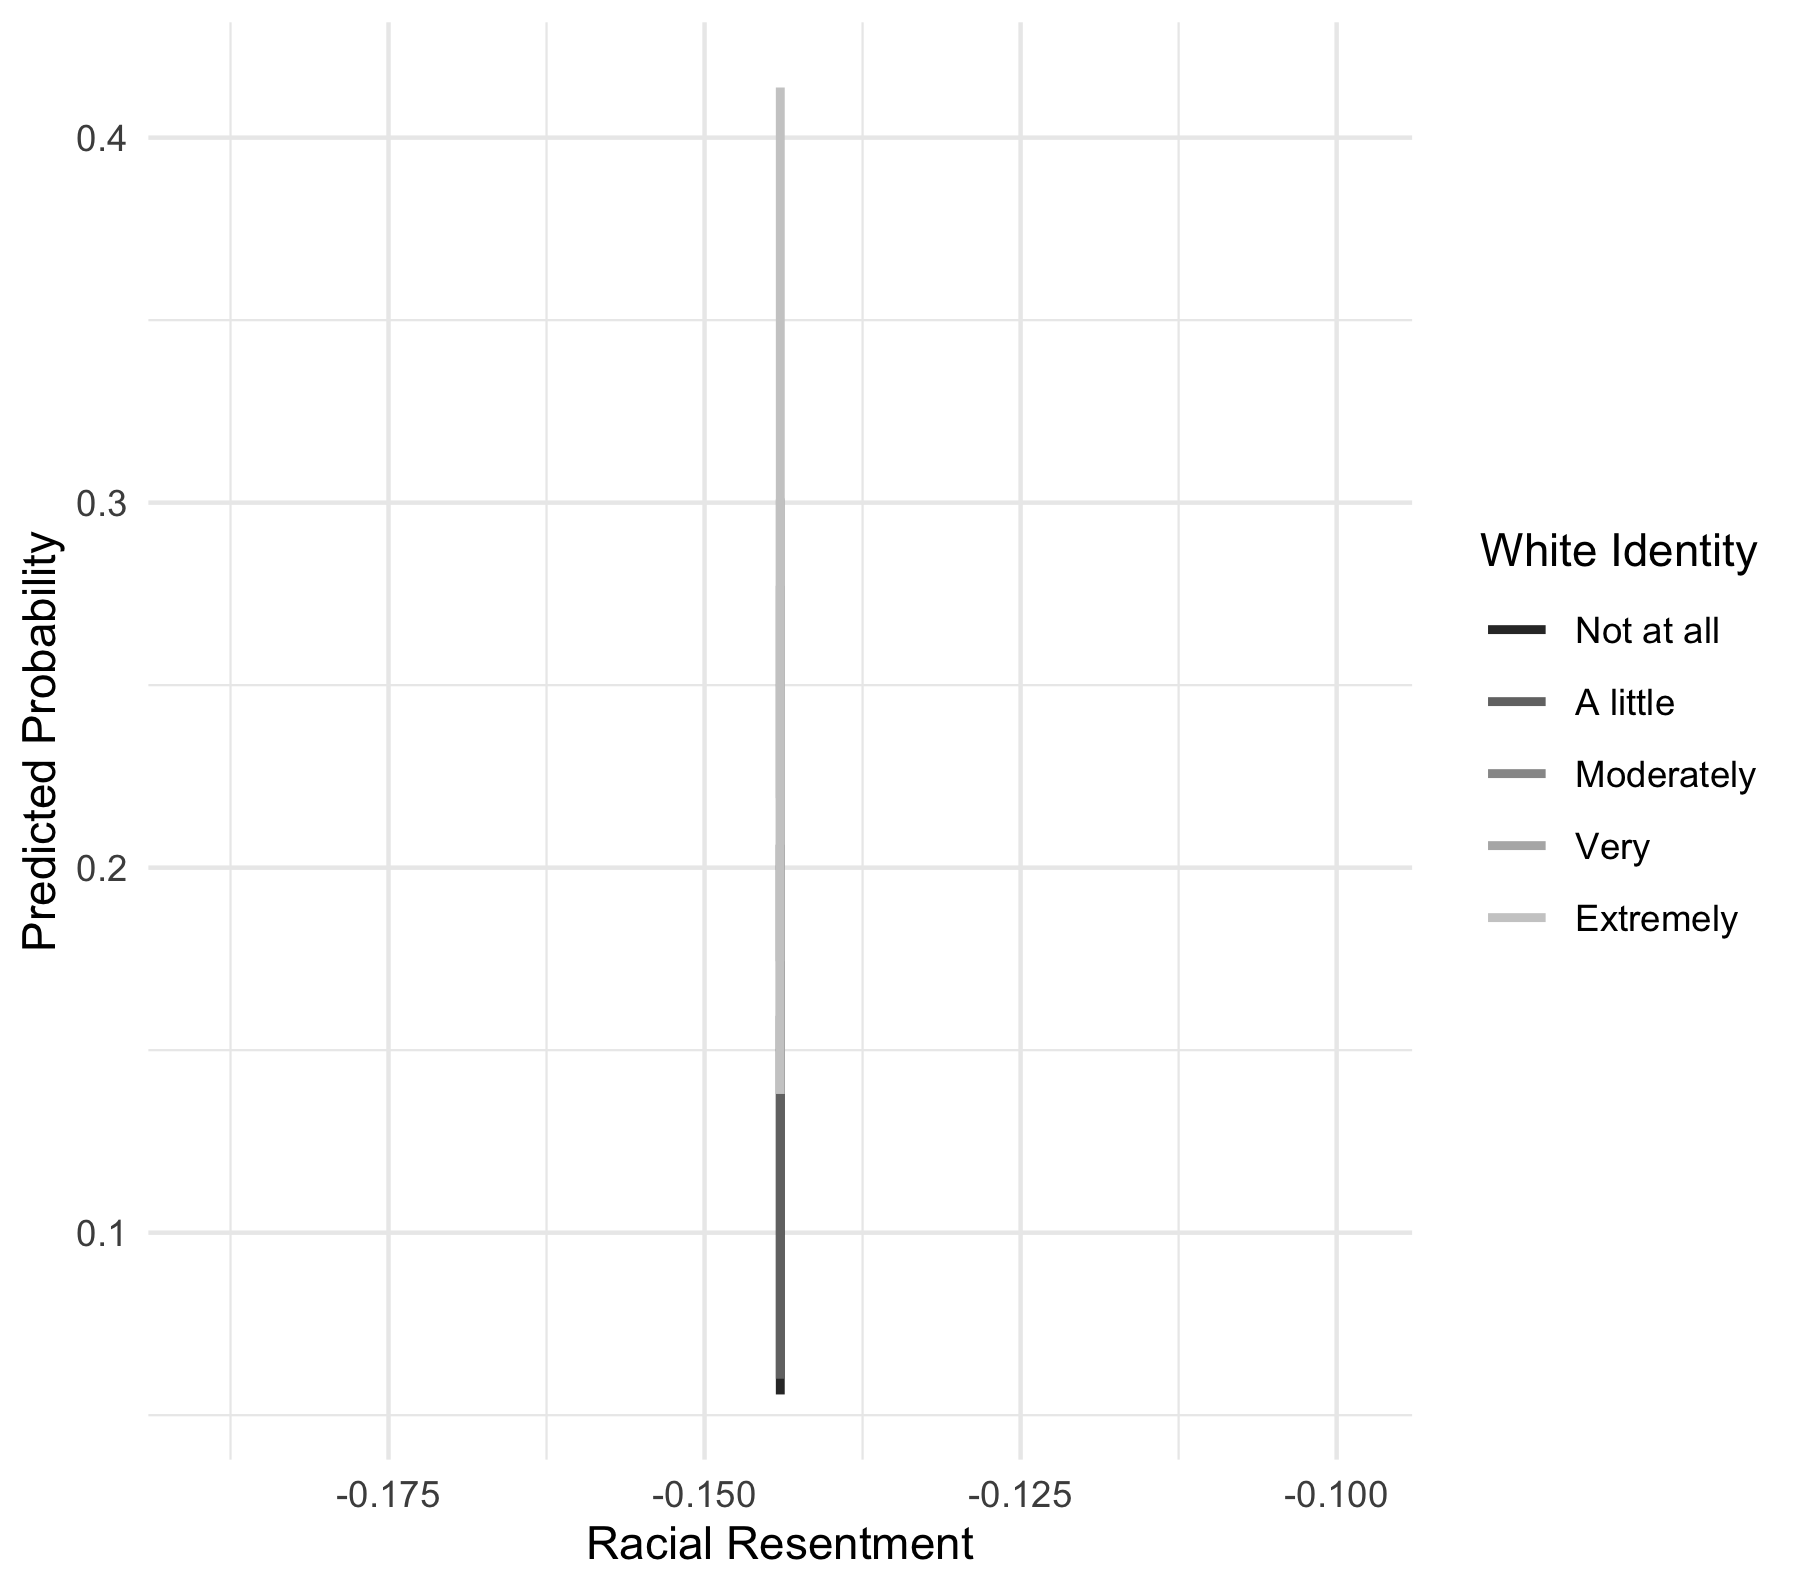 0.4
0.3
0.2
0.1
Predicted Probability
-0.175
-0.150
-0.125
-0.100
Racial Resentment
White Identity
Not at all
A little
Moderately
Very
Extremely